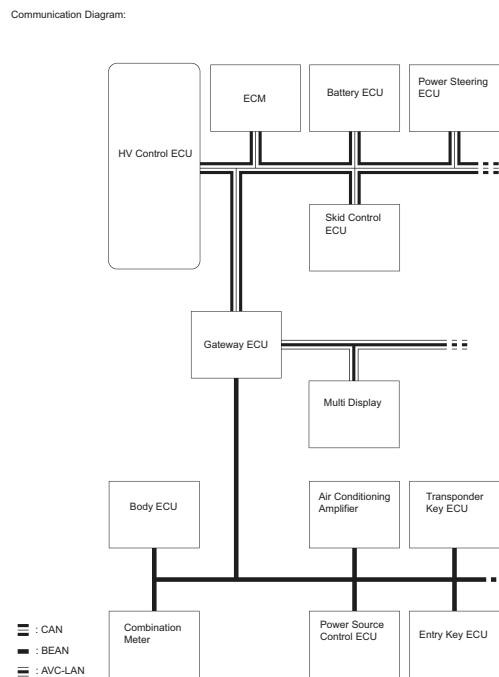 Communication Diagram:
HV Control ECU
ECM
Battery ECU
Power Steering
ECU
Skid Control
ECU
Gateway ECU
Multi Display
Body ECU
Air Conditioning
Amplifier
Transponder
Key ECU
Combination
Meter
Power Source
Control ECU
Entry Key ECU
: CAN
: BEAN
: AVC-LAN